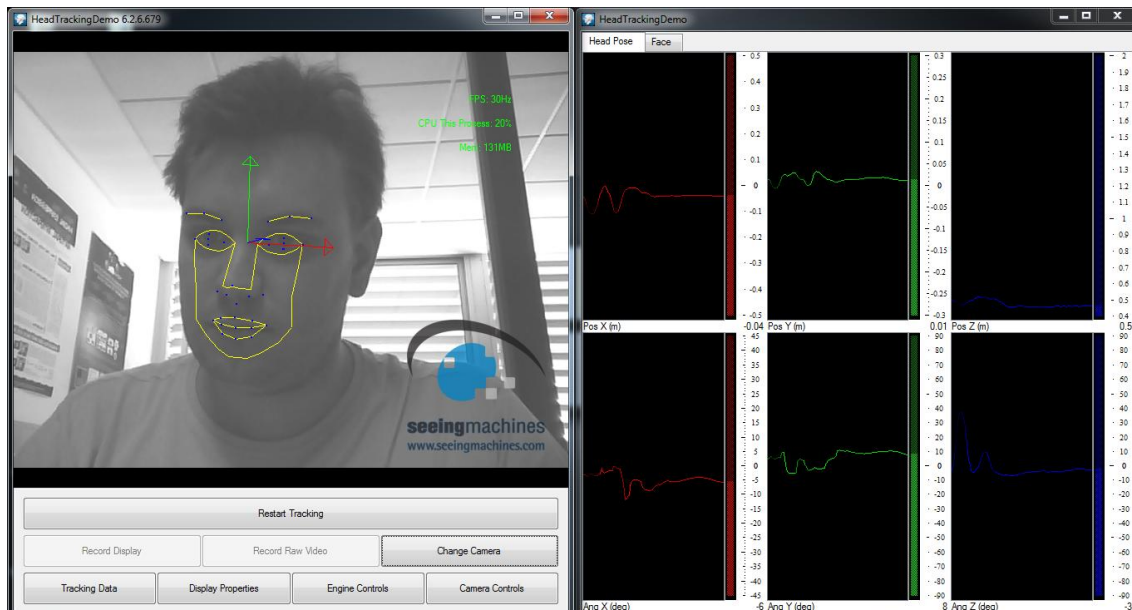 HeadTrackingDemo 6.2.6.679
FPS: 30Hz
CPU This Process: 20%
Mem: 131MB
seeingmachines
www.seeingmachines.com
Restart Tracking
Record Display Record Raw Video Change Camera
Tracking Data Display Properties Engine Controls Camera Controls
HeadTrackingDemo
Head Pose Face
0.5 0.3 2
0.4 0.25 1.9
0.3 0.2 1.8
0.2 0.15 1.7
0.1 0.1 1.6
0.05 1.5
0 0 1.4
-0.1 -0.05 1.3
-0.2 -0.1 1.2
-0.3 -0.15 1.1
-0.4 -0.2 1
-0.5 -0.25 0.9
-0.3 0.8
0.7
0.6
0.5
0.4
0.3
0.2
Pos X (m) -0.04 Pos Y (m) 0.01 Pos Z (m) 0.5
45 90 90
40 80 80
35 70 70
30 60 60
25 50 50
20 40 40
15 30 30
10 20 20
5 10 10
0 0 0
-5 -10 -10
-10 -20 -20
-15 -30 -30
-20 -40 -40
-25 -50 -50
-30 -60 -60
-35 -70 -70
-40 -80 -80
-45 -90 -90
Ang X (deg) -6 Ang Y (deg) 8 Ang Z (deg) -3